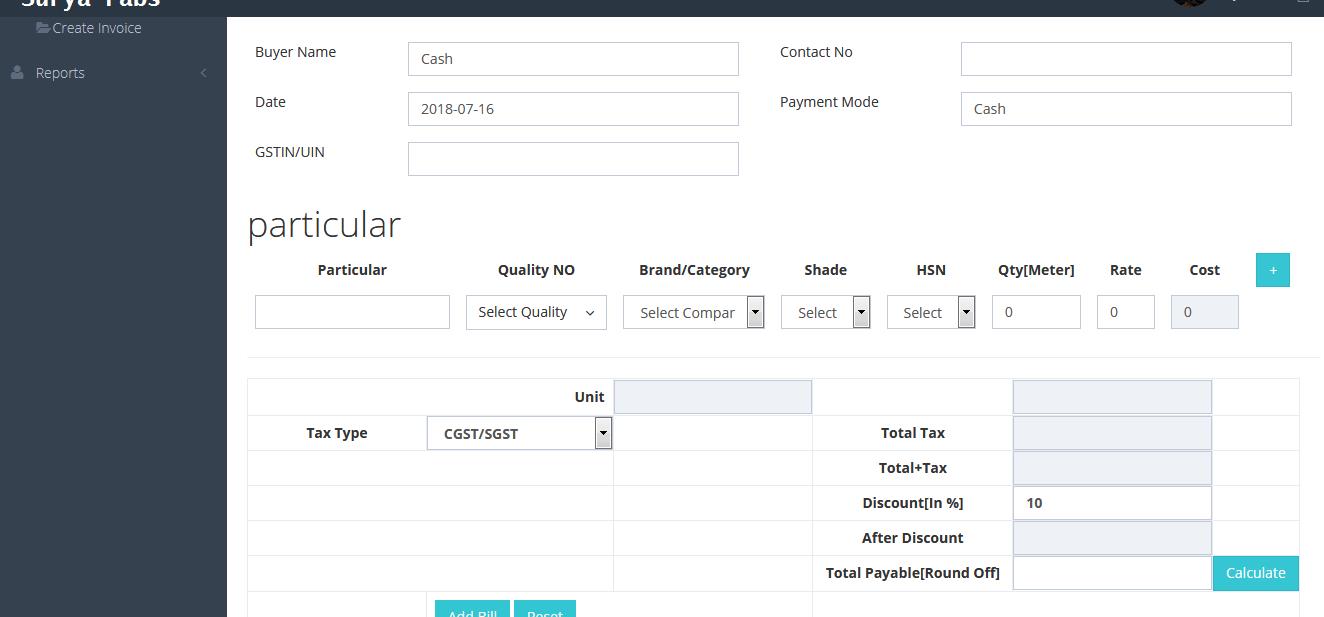 Surya Fabs
Create Invoice
Reports
Buyer Name Cash Contact No
Date 2018-07-16 Payment Mode Cash
GSTIN/UIN
particular
Particular Quality NO Brand/Category Shade HSN Qty[Meter] Rate Cost +
Select Quality Select Compar Select Select 0 0 0
Unit
Tax Type CGST/SGST Total Tax
Total+Tax
Discount[In %] 10
After Discount
Total Payable[Round Off] Calculate
Add Bill Reset